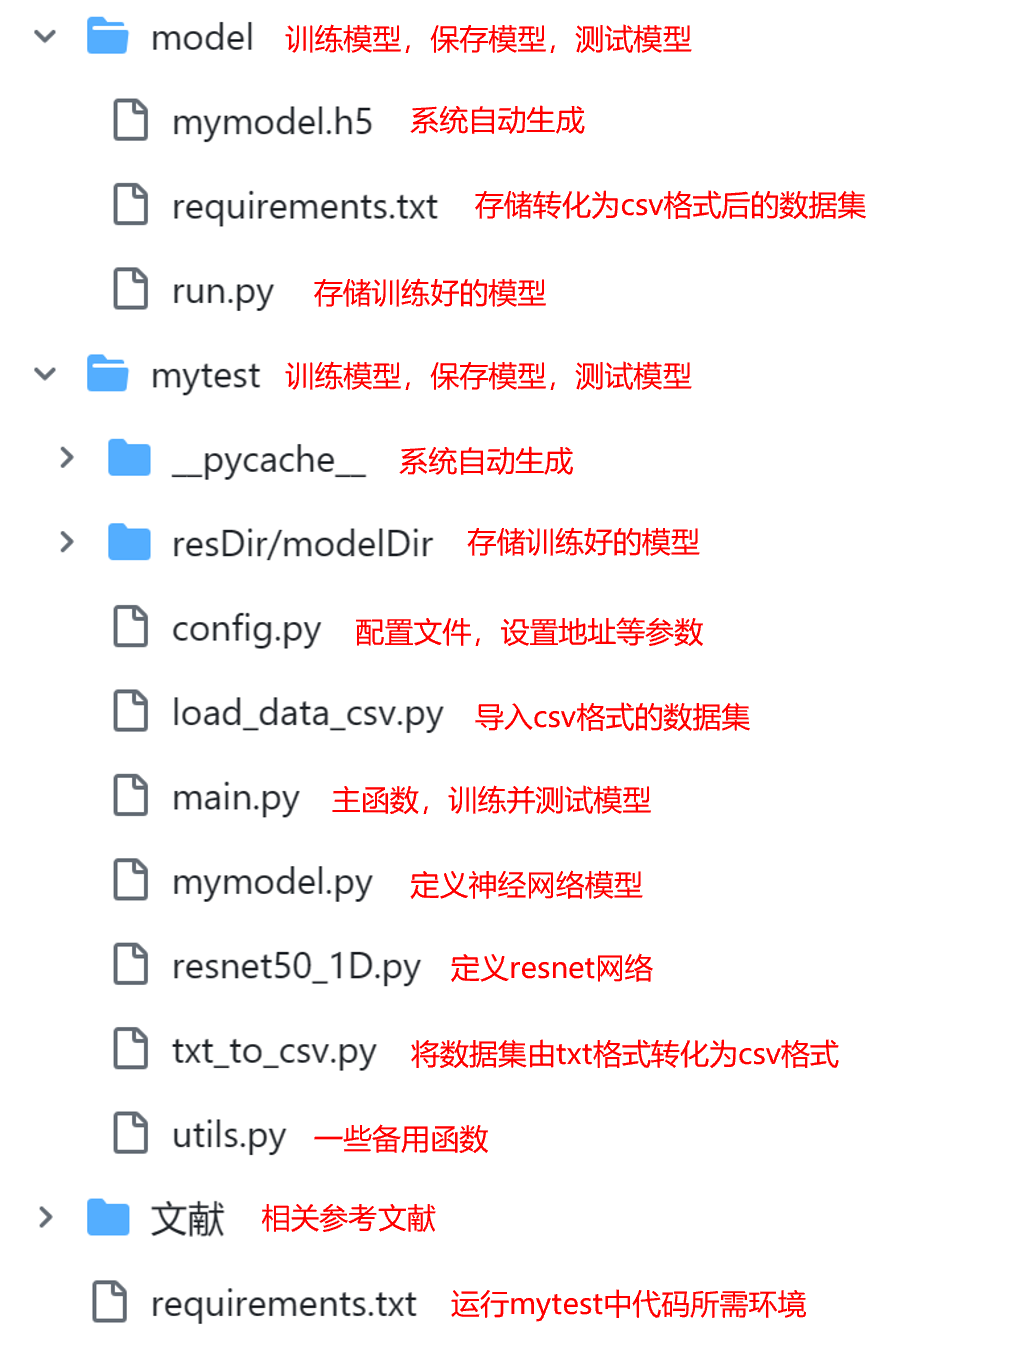 model 训练模型，保存模型，测试模型
mymodel.h5 系统自动生成
requirements.txt 存储转化为csv格式后的数据集
run.py 存储训练好的模型
mytest 训练模型，保存模型，测试模型
__pycache__ 系统自动生成
resDir/modelDir 存储训练好的模型
config.py 配置文件，设置地址等参数
load_data_csv.py 导入csv格式的数据集
main.py 主函数，训练并测试模型
mymodel.py 定义神经网络模型
resnet50_1D.py 定义resnet网络
txt_to_csv.py 将数据集由txt格式转化为csv格式
utils.py 一些备用函数
文献 相关参考文献
requirements.txt 运行mytest中代码所需环境